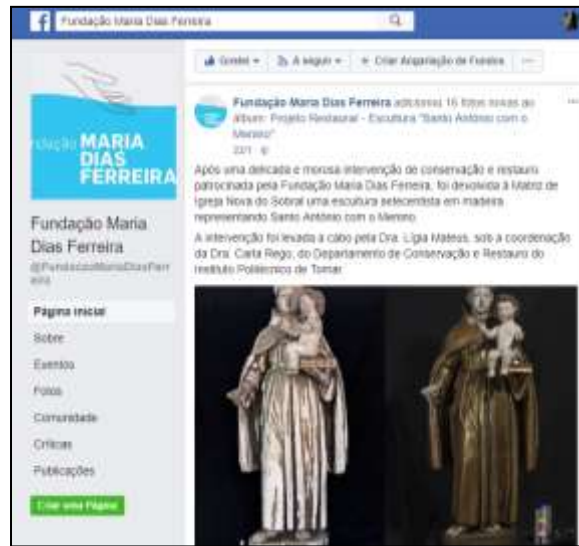 Fundação Maria Dias Ferreira
Gostei
A seguir
Criar Angariação de Fundos
Fundação Maria Dias Ferreira adicionou 16 fotos novas ao
álbum: Projeto Restaurar - Escultura "Santo António com o
Menino"
22/1
Após uma delicada e morosa intervenção de conservação e restauro
patrocinada pela Fundação Maria Dias Ferreira, foi devolvida à Matriz de
Igreja Nova do Sobral uma escultura setecentista em madeira,
representando Santo António com o Menino.
A intervenção foi levada a cabo pela Dra. Lígia Mateus, sob a coordenação
da Dra. Carla Rego, do Departamento de Conservação e Restauro do
Instituto Politécnico de Tomar.
MARIA
DIAS
FERREIRA
Fundação Maria
Dias Ferreira
@FundacaoMariaDiasFerr
eira
Página inicial
Sobre
Eventos
Fotos
Comunidade
Críticas
Publicações
Criar uma Página